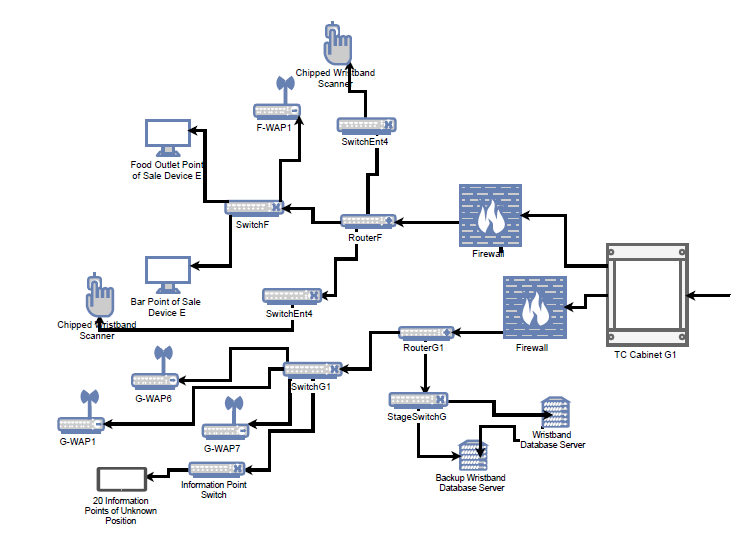 Chipped Wristband
Scanner
F-WAP1
SwitchEnt4
Food Outlet Point
of Sale Device E
SwitchF
RouterF
Firewall
Bar Point of Sale
Device E
SwitchEnt4
Chipped Wristband
Scanner
RouterG1
Firewall
TC Cabinet G1
G-WAP6
SwitchG1
StageSwitchG
G-WAP1
G-WAP7
Wristband
Database Server
Information Point
Switch
Backup Wristband
Database Server
20 Information
Points of Unknown
Position